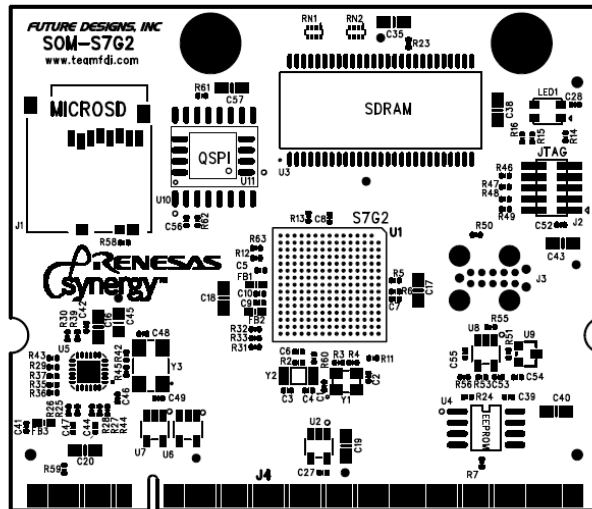 FUTURE DESIGNS, INC
SOM-S7G2
www.teamfdi.com
RN1
RN2
C35
R23
R61
C57
MICROSD
SDRAM
C38
LED1
C28
R16
R15
R14
JTAG
QSPI
U11
U10
U3
R46
R47
R48
R49
J1
J2
C56
R62
R13
C8
S7G2
U1
C52
R50
C43
R58
R63
R12
C5
FB1
C10
C9
FB2
C18
R5
R6
C7
C17
J3
RENESAS
Synergy
R30
R39
C42
C16
C45
R32
R33
R31
R55
U8
R51
U9
U5
R43
R29
R37
R35
R36
C48
R42
R45
C46
Y3
C49
C6
R2
Y2
C3
C4
R60
R3
R4
R11
Y1
C2
C55
R56
R53
C53
C54
C41
FB3
R26
R25
C47
C44
R28
R27
R44
C20
R59
U7
U6
U2
C19
C27
U4
R24
C39
EEPROM
C40
R7
J4